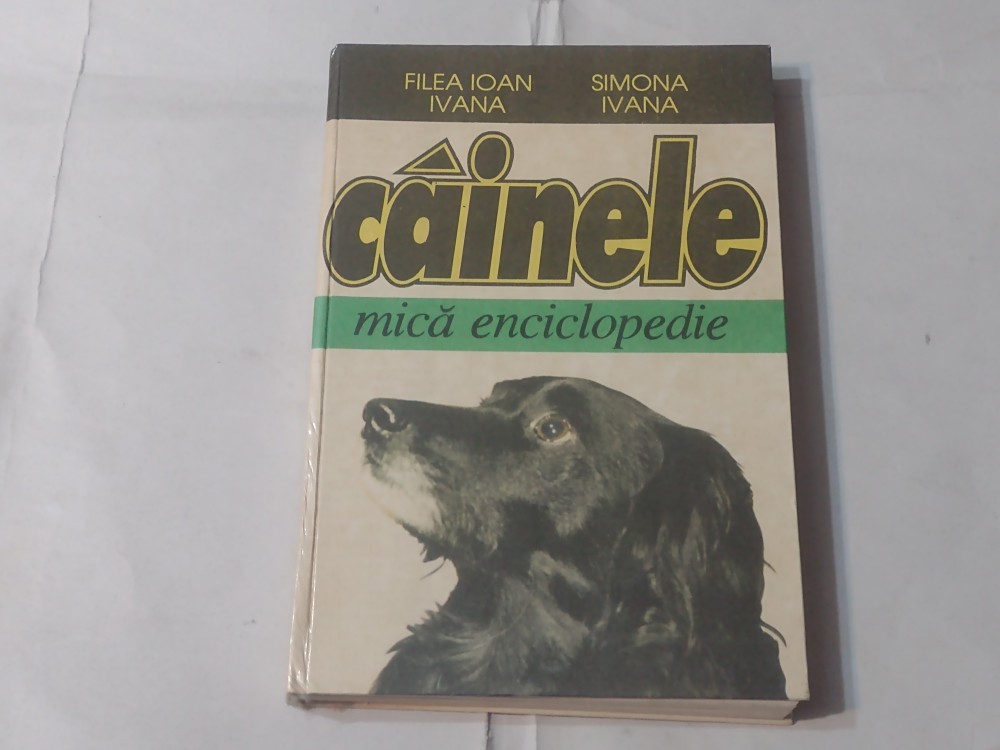 FILEA IOAN
IVANA
SIMONA
IVANA
câinele
mică enciclopedie